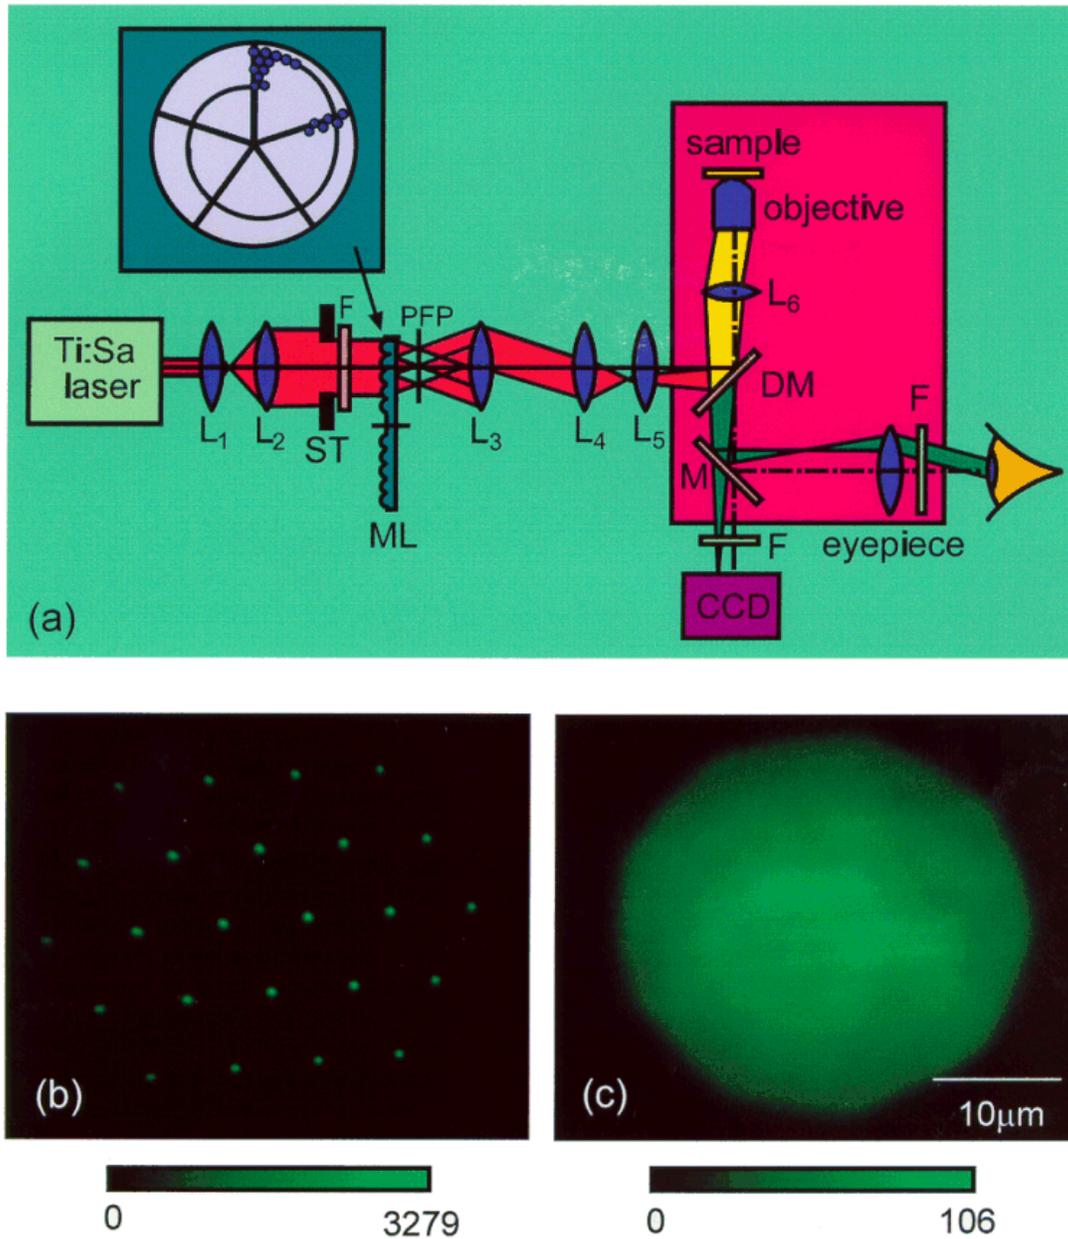 sample
objective
L6
F
PFP
Ti:Sa
laser
DM
F
L1
L2
ST
L3
L4
L5
M
ML
F
eyepiece
CCD
(a)
(b)
(c)
10μm
0
3279
0
106